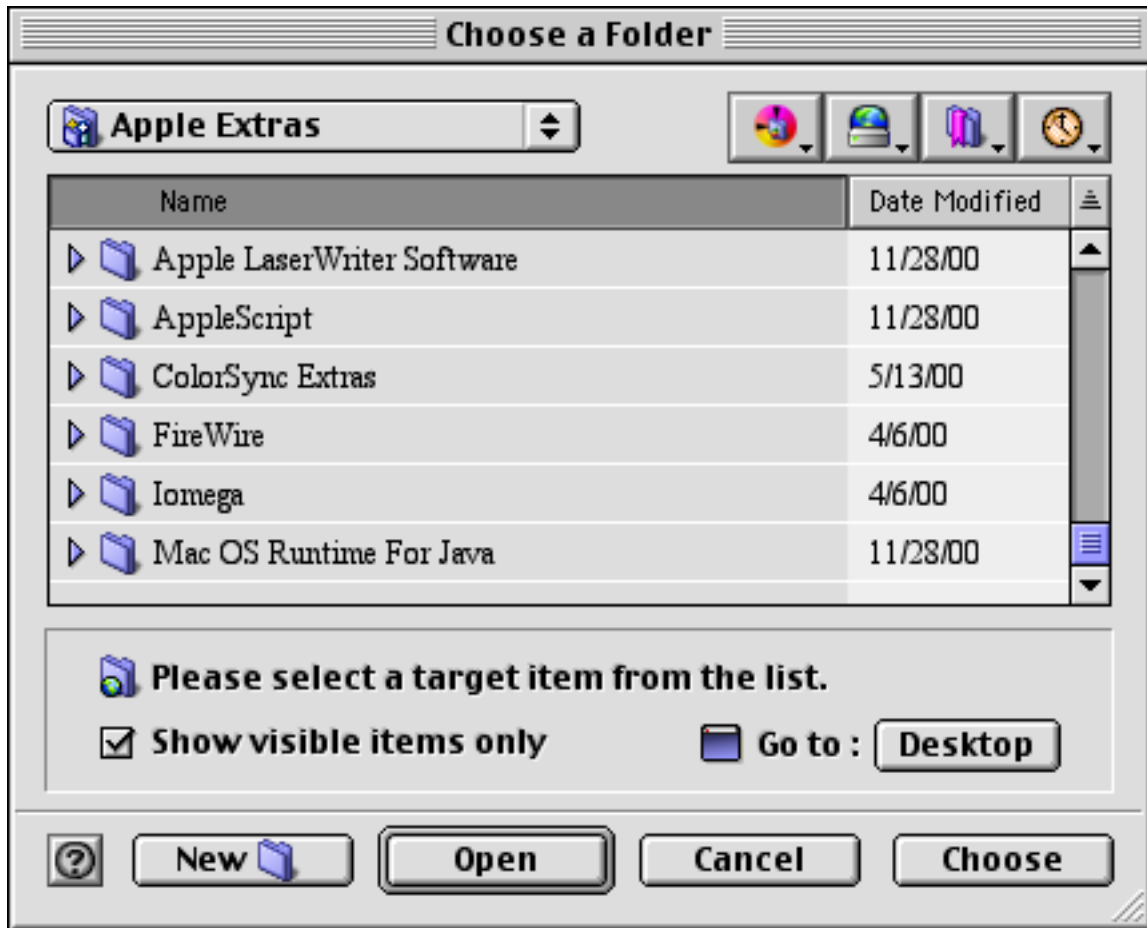 Choose a Folder
Apple Extras
Name Date Modified
Apple LaserWriter Software 11/28/00
AppleScript 11/28/00
ColorSync Extras 5/13/00
FireWire 4/6/00
Iomega 4/6/00
Mac OS Runtime For Java 11/28/00
Please select a target item from the list.
Show visible items only Go to : Desktop
? New Open Cancel Choose